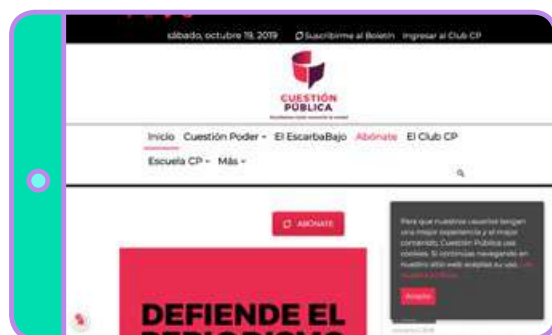 sábado, octubre 19, 2019 Suscribirme al Boletín Ingresar al Club CP
CUESTIÓN
PÚBLICA
Inicio Cuestión Poder El EscarbaBajo Abónate El Club CP
Escuela CP Más
ABÓNATE
Para que nuestros usuarios tengan
una mejor experiencia y el mejor
contenido, Cuestión Pública usa
cookies. Si continúas navegando en
nuestro sitio web aceptas su uso.
Acepto
DEFIENDE EL
PERIODISMO